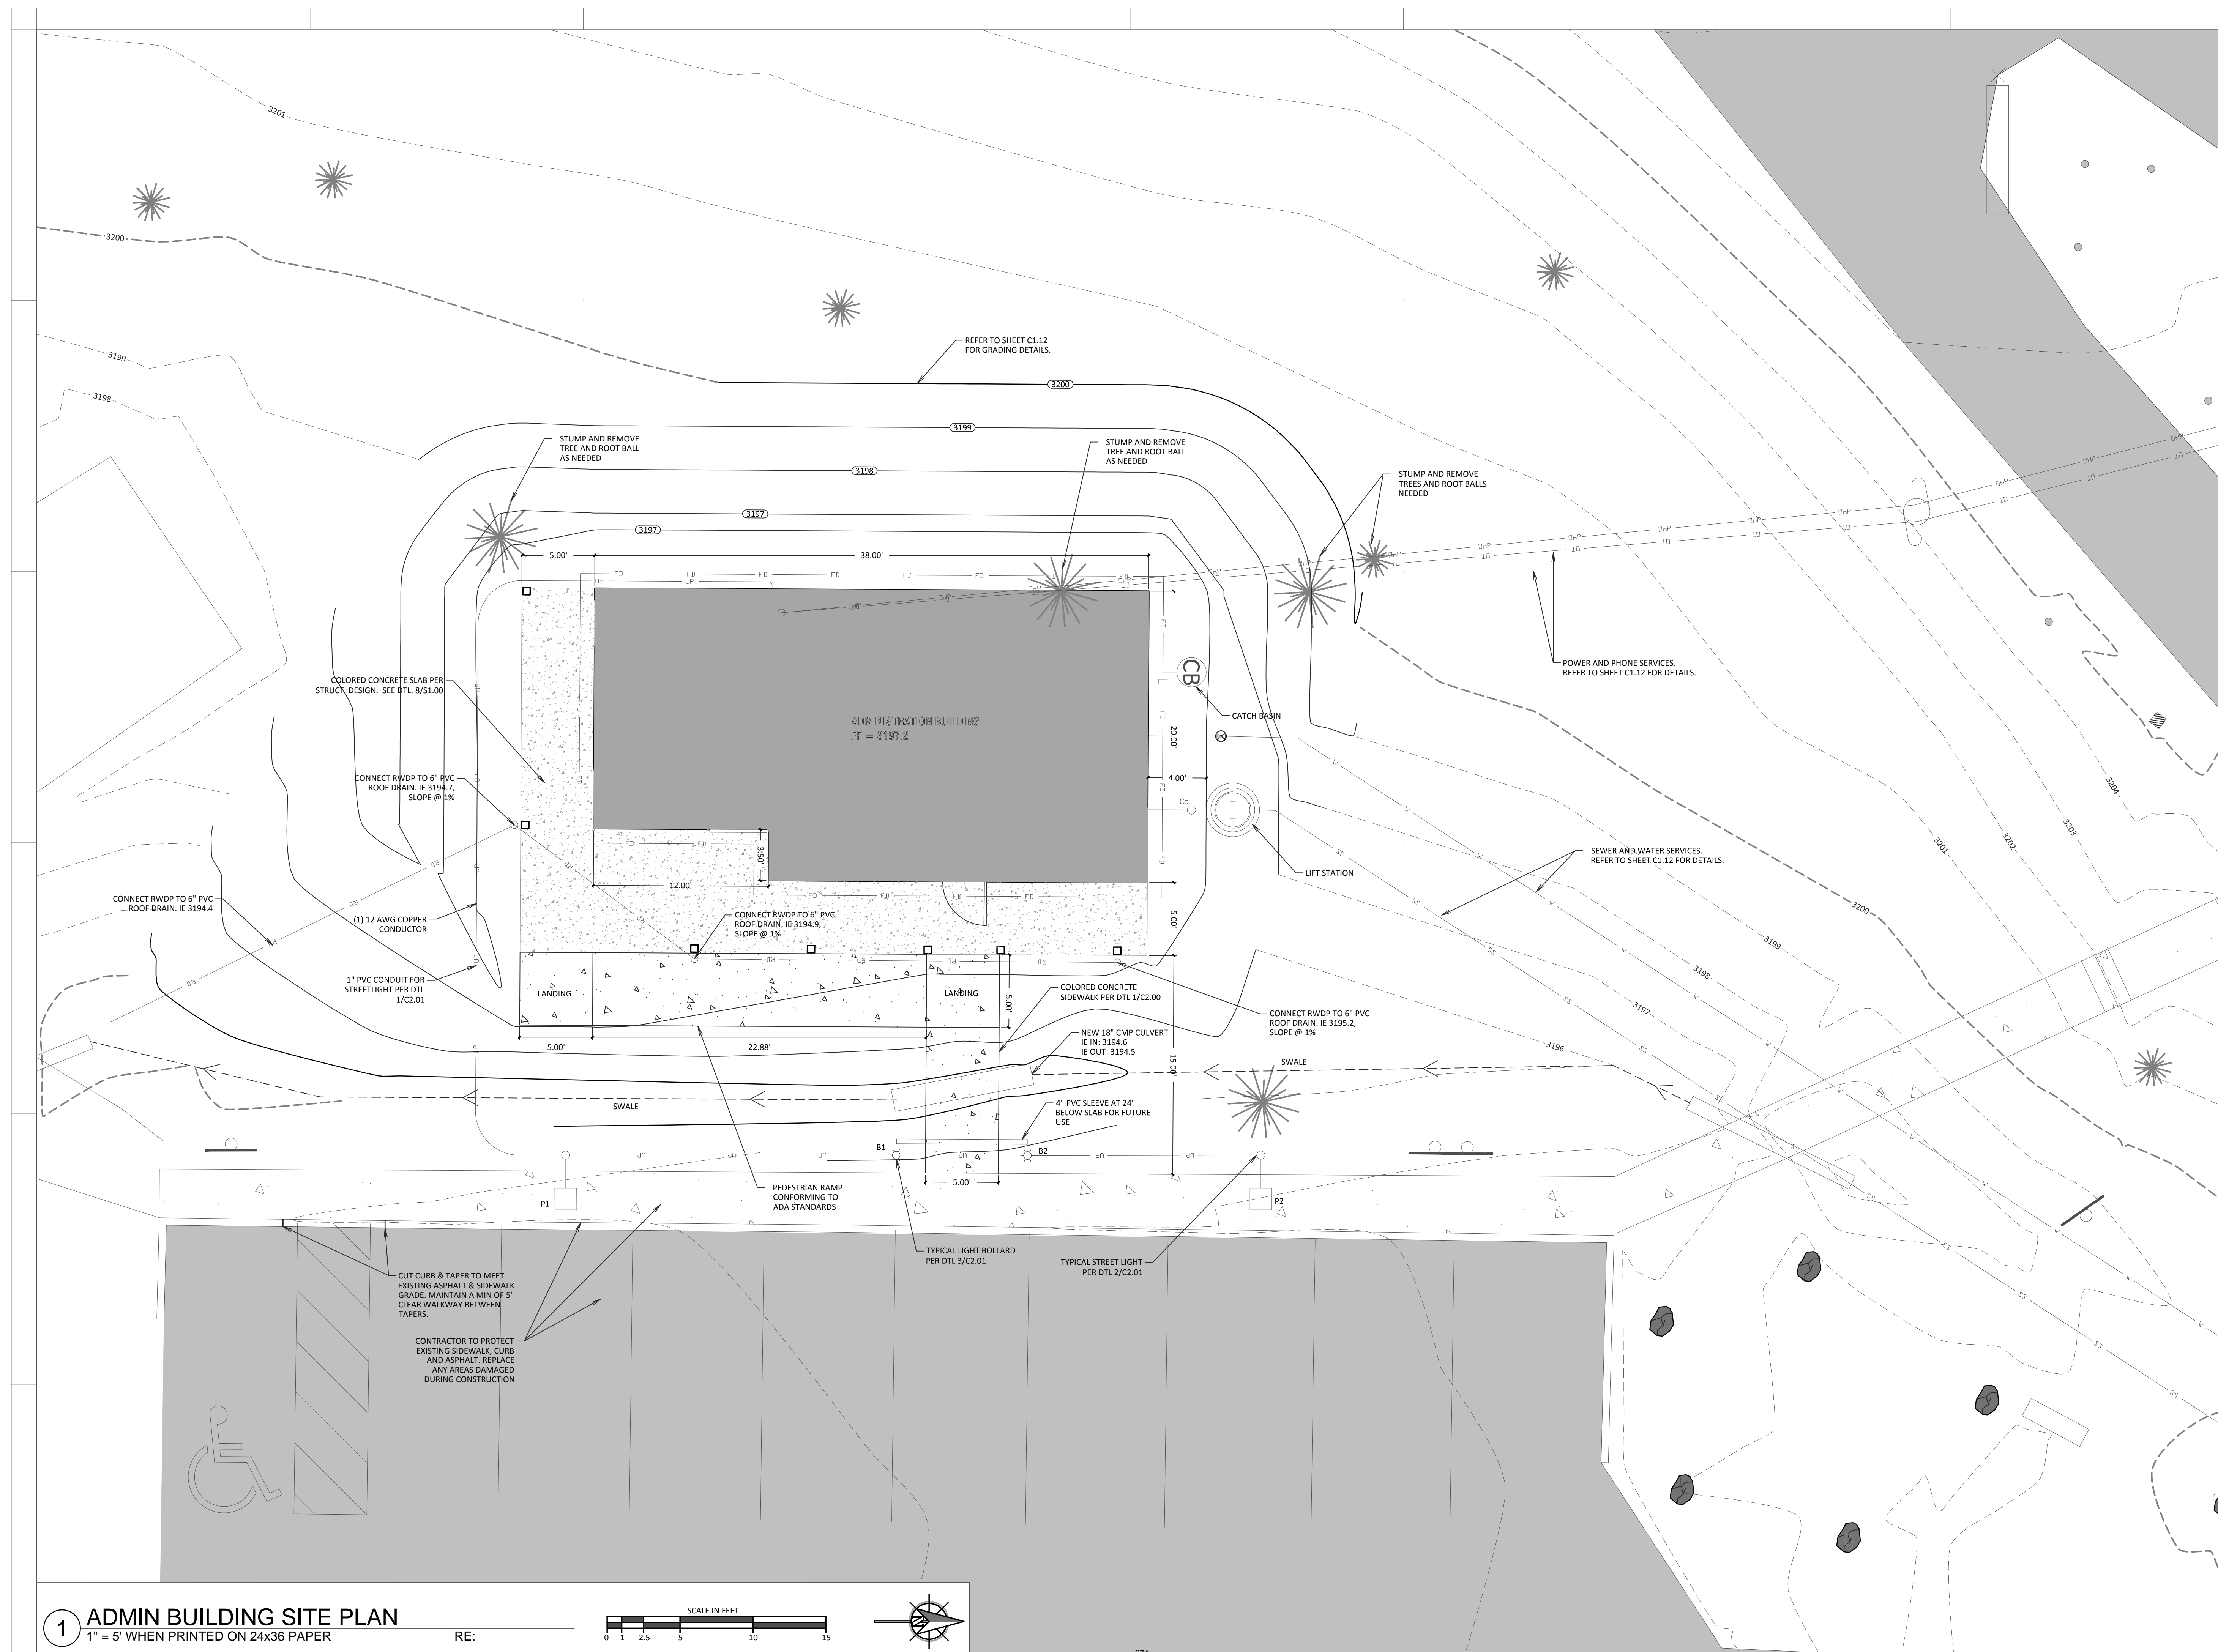 3201
3200
3199
3198
REFER TO SHEET C1.12
FOR GRADING DETAILS.
3200
3199
3198
3197
3197
STUMP AND REMOVE
TREE AND ROOT BALL
AS NEEDED
STUMP AND REMOVE
TREE AND ROOT BALL
AS NEEDED
STUMP AND REMOVE
TREES AND ROOT BALLS
NEEDED
5.00'
38.00'
POWER AND PHONE SERVICES.
REFER TO SHEET C1.12 FOR DETAILS.
COLORED CONCRETE SLAB PER
STRUCT. DESIGN. SEE DTL. 8/S1.00
ADMINISTRATION BUILDING
FF = 3197.2
CB
CATCH BASIN
20.00'
4.00'
Co
CONNECT RWDP TO 6" PVC
ROOF DRAIN. IE 3194.7,
SLOPE @ 1%
3.50'
12.00'
LIFT STATION
SEWER AND WATER SERVICES.
REFER TO SHEET C1.12 FOR DETAILS.
3204
3203
3202
3201
3200
3199
3198
3197
3196
CONNECT RWDP TO 6" PVC
ROOF DRAIN. IE 3194.4
(1) 12 AWG COPPER
CONDUCTOR
CONNECT RWDP TO 6" PVC
ROOF DRAIN. IE 3194.9,
SLOPE @ 1%
5.00'
1" PVC CONDUIT FOR
STREETLIGHT PER DTL
1/C2.01
LANDING
LANDING
5.00'
COLORED CONCRETE
SIDEWALK PER DTL 1/C2.00
CONNECT RWDP TO 6" PVC
ROOF DRAIN. IE 3195.2,
SLOPE @ 1%
NEW 18" CMP CULVERT
IE IN: 3194.6
IE OUT: 3194.5
5.00'
22.88'
15.00'
SWALE
SWALE
4" PVC SLEEVE AT 24"
BELOW SLAB FOR FUTURE
USE
B1
B2
5.00'
P1
P2
PEDESTRIAN RAMP
CONFORMING TO
ADA STANDARDS
TYPICAL LIGHT BOLLARD
PER DTL 3/C2.01
TYPICAL STREET LIGHT
PER DTL 2/C2.01
CUT CURB & TAPER TO MEET
EXISTING ASPHALT & SIDEWALK
GRADE. MAINTAIN A MIN OF 5'
CLEAR WALKWAY BETWEEN
TAPERS.
CONTRACTOR TO PROTECT
EXISTING SIDEWALK, CURB
AND ASPHALT. REPLACE
ANY AREAS DAMAGED
DURING CONSTRUCTION
1 ADMIN BUILDING SITE PLAN
1" = 5' WHEN PRINTED ON 24x36 PAPER RE:
SCALE IN FEET
0 1 2.5 5 10 15
N